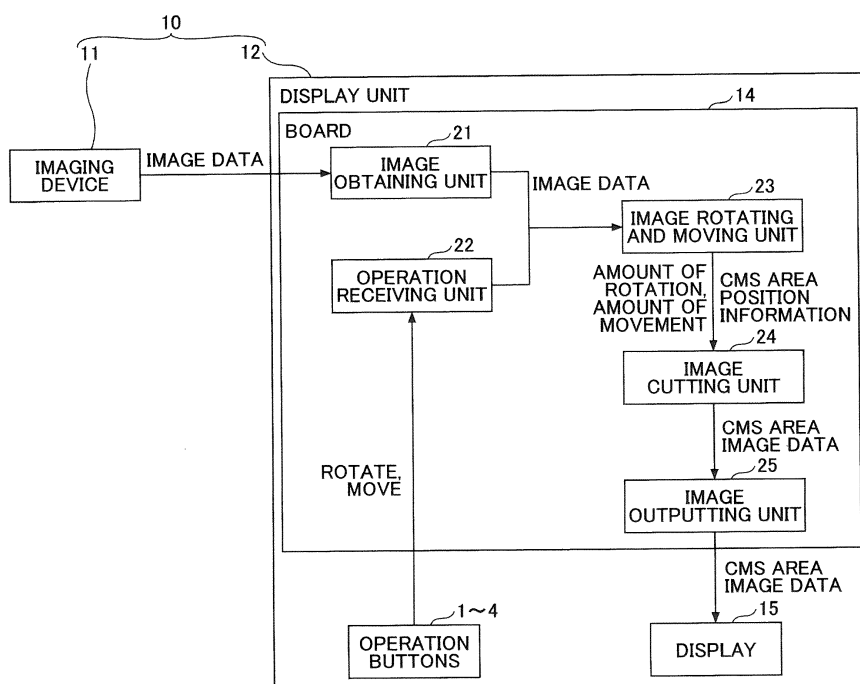 10
11
12
DISPLAY UNIT
14
BOARD
21
IMAGING
DEVICE
IMAGE DATA
IMAGE
OBTAINING UNIT
IMAGE DATA
23
IMAGE ROTATING
AND MOVING UNIT
22
OPERATION
RECEIVING UNIT
AMOUNT OF
ROTATION,
AMOUNT OF
MOVEMENT
CMS AREA
POSITION
INFORMATION
24
IMAGE
CUTTING UNIT
CMS AREA
IMAGE DATA
ROTATE,
MOVE
25
IMAGE
OUTPUTTING UNIT
CMS AREA
IMAGE DATA
1~4
OPERATION
BUTTONS
15
DISPLAY